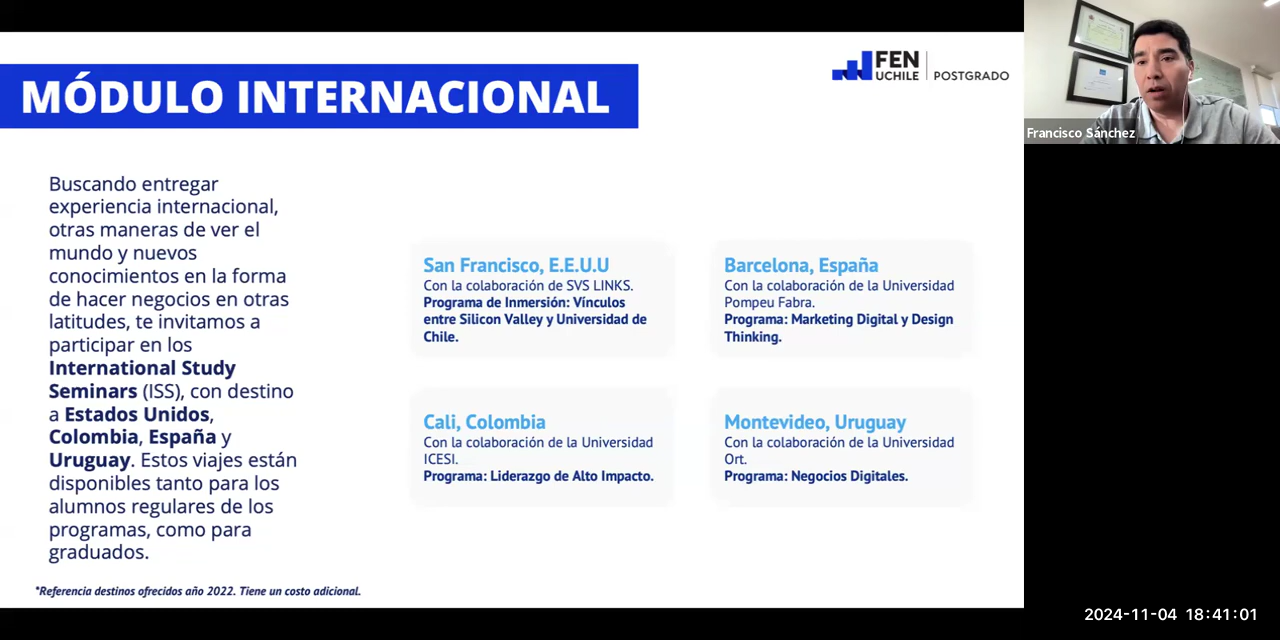 MÓDULO INTERNACIONAL
FEN
UCHILE
POSTGRADO
Francisco Sánchez
Buscando entregar
experiencia internacional,
otras maneras de ver el
mundo y nuevos
conocimientos en la forma
de hacer negocios en otras
latitudes, te invitamos a
participar en los
International Study
Seminars (ISS), con destino
a Estados Unidos,
Colombia, España y
Uruguay. Estos viajes están
disponibles tanto para los
alumnos regulares de los
programas, como para
graduados.
San Francisco, E.E.U.U
Con la colaboración de SVS LINKS.
Programa de Inmersión: Vínculos
entre Silicon Valley y Universidad de
Chile.
Barcelona, España
Con la colaboración de la Universidad
Pompeu Fabra.
Programa: Marketing Digital y Design
Thinking.
Cali, Colombia
Con la colaboración de la Universidad
ICESI.
Programa: Liderazgo de Alto Impacto.
Montevideo, Uruguay
Con la colaboración de la Universidad
Ort.
Programa: Negocios Digitales.
*Referencia destinos ofrecidos año 2022. Tiene un costo adicional.
2024-11-04 18:41:01